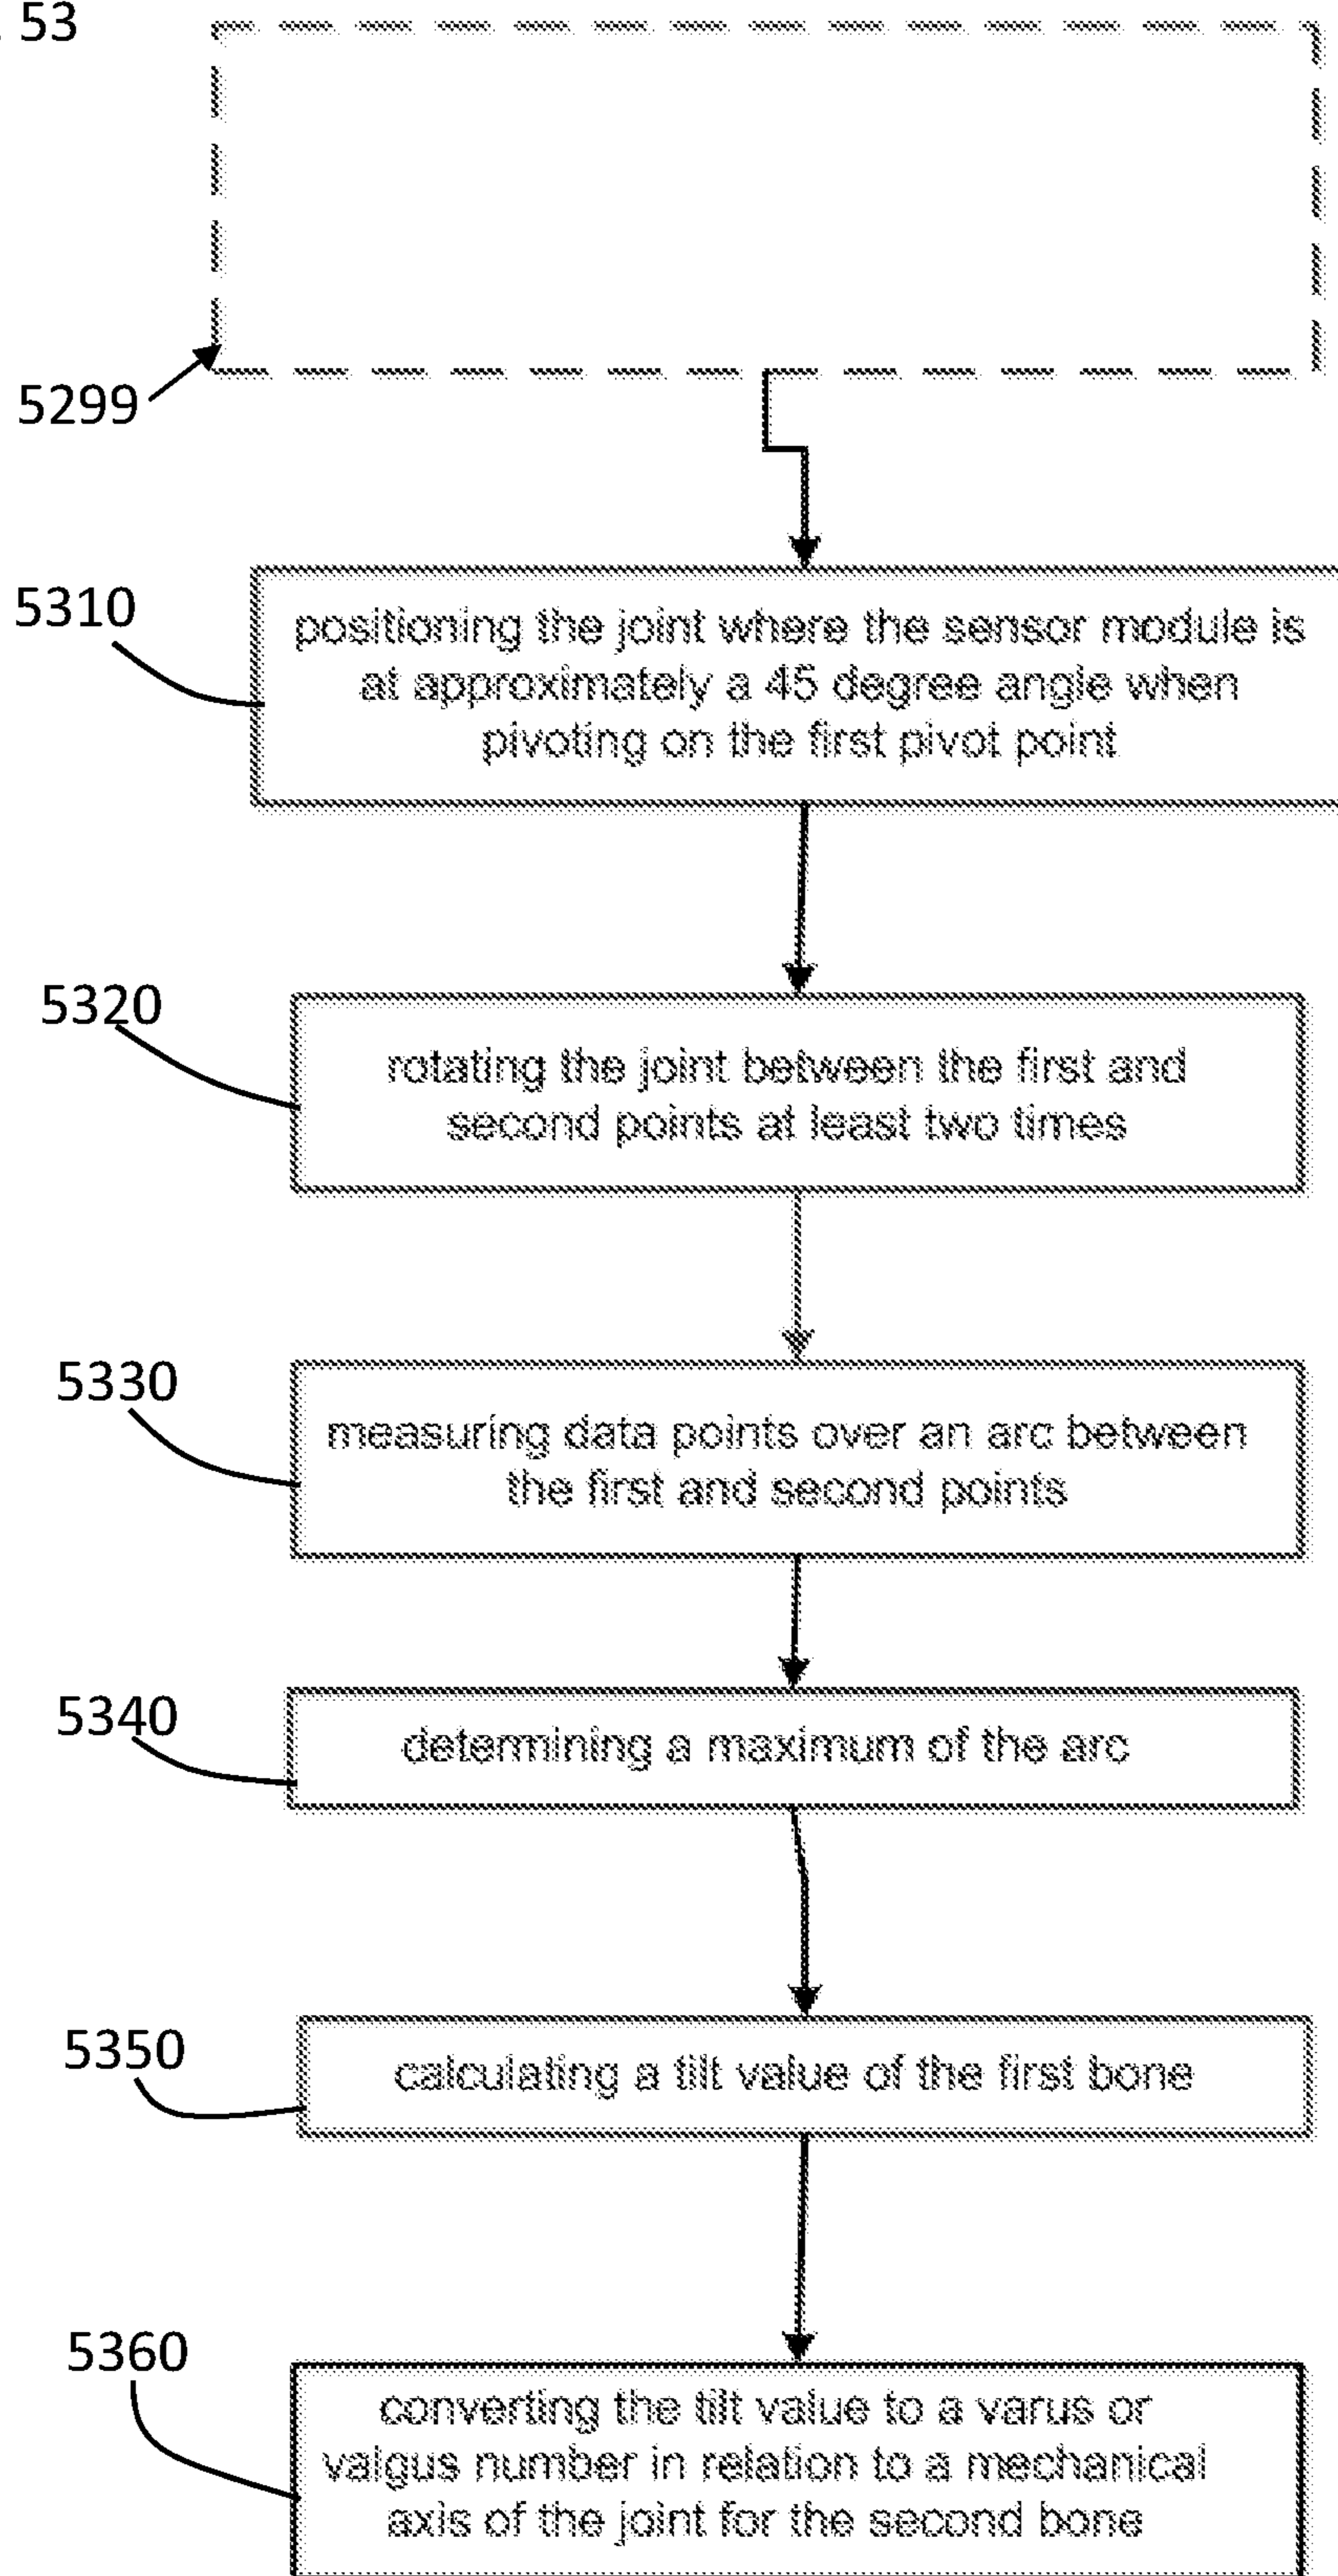 53
5299
5310
positioning the joint where the sensor module is
at approximately a 45 degree angle when
pivoting on the first pivot point
5320
rotating the joint between the first and
second points at least two times
5330
measuring data points over an arc between
the first and second points
5340
determining a maximum of the arc
5350
calculating a tilt value of the first bone
5360
converting the tilt value to a varus or
valgus number in relation to a mechanical
axis of the joint for the second bone